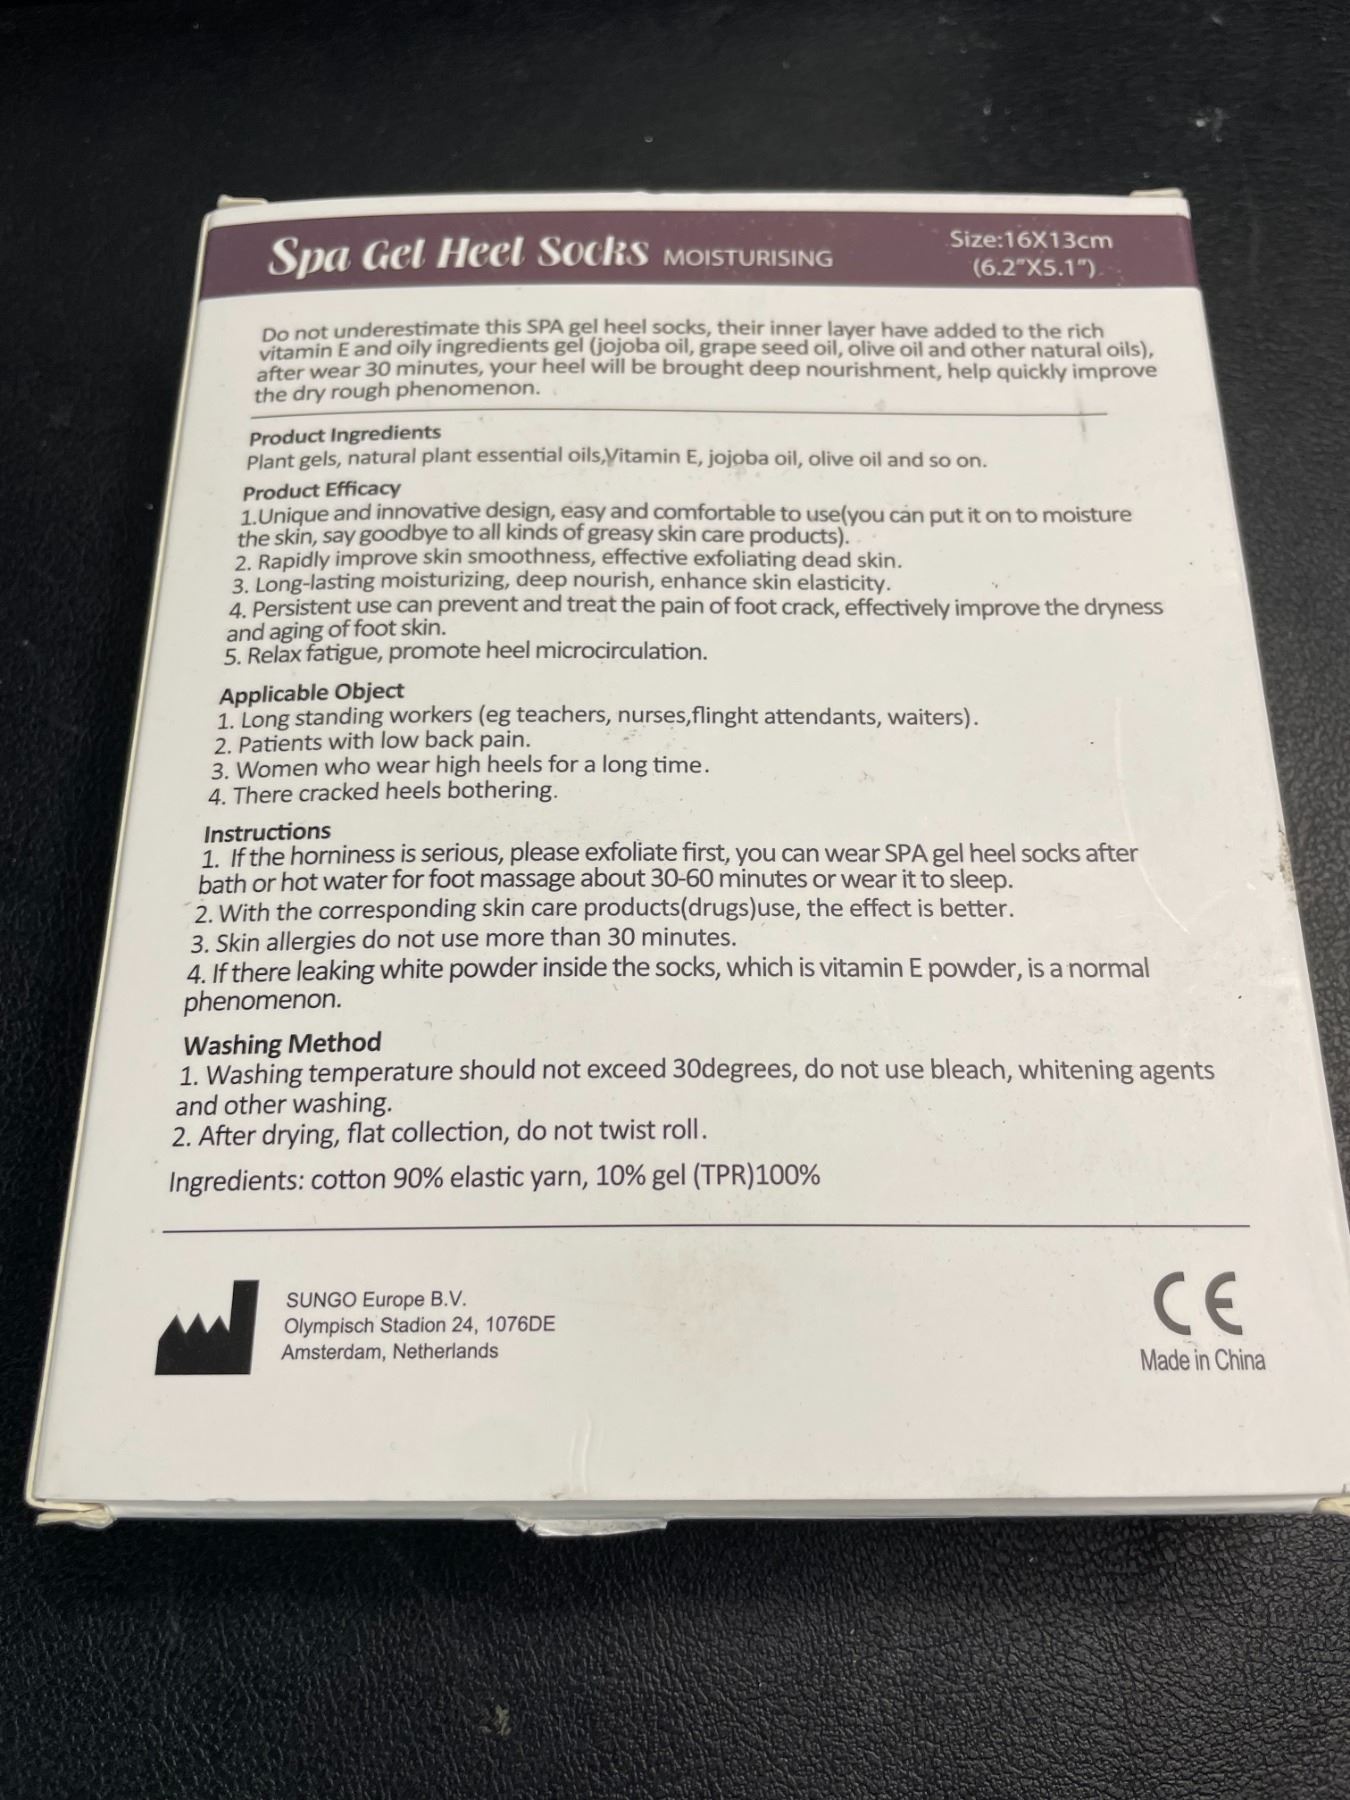 Spa Gel Heel Socks MOISTURISING
Size:16X13cm
(6.2"X5.1")
Do not underestimate this SPA gel heel socks, their inner layer have added to the rich
vitamin E and oily ingredients gel (jojoba oil, grape seed oil, olive oil and other natural oils),
after wear 30 minutes, your heel will be brought deep nourishment, help quickly improve
the dry rough phenomenon.
Product Ingredients
Plant gels, natural plant essential oils,Vitamin E, jojoba oil, olive oil and so on.
Product Efficacy
1.Unique and innovative design, easy and comfortable to use(you can put it on to moisture
the skin, say goodbye to all kinds of greasy skin care products).
2. Rapidly improve skin smoothness, effective exfoliating dead skin.
3. Long-lasting moisturizing, deep nourish, enhance skin elasticity.
4. Persistent use can prevent and treat the pain of foot crack, effectively improve the dryness
and aging of foot skin.
5. Relax fatigue, promote heel microcirculation.
Applicable Object
1. Long standing workers (eg teachers, nurses,flinght attendants, waiters).
2. Patients with low back pain.
3. Women who wear high heels for a long time.
4. There cracked heels bothering.
Instructions
1. If the horniness is serious, please exfoliate first, you can wear SPA gel heel socks after
bath or hot water for foot massage about 30-60 minutes or wear it to sleep.
2. With the corresponding skin care products(drugs)use, the effect is better.
3. Skin allergies do not use more than 30 minutes.
4. If there leaking white powder inside the socks, which is vitamin E powder, is a normal
phenomenon.
Washing Method
1. Washing temperature should not exceed 30degrees, do not use bleach, whitening agents
and other washing.
2. After drying, flat collection, do not twist roll.
Ingredients: cotton 90% elastic yarn, 10% gel (TPR)100%
SUNGO Europe B.V.
Olympisch Stadion 24, 1076DE
Amsterdam, Netherlands
CE
Made in China